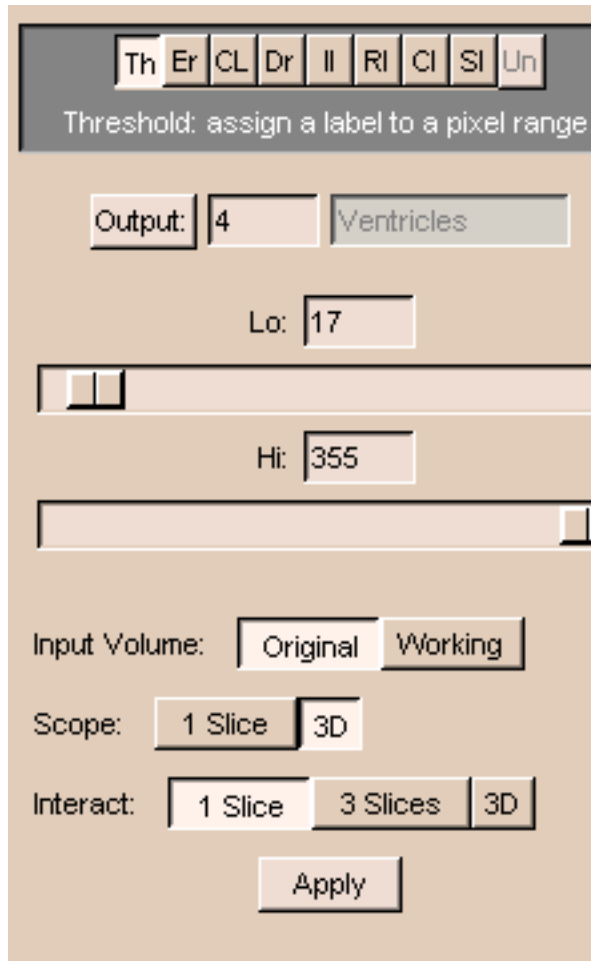 Th Er CL Dr II RI CI SI Un
Threshold: assign a label to a pixel range
Output: 4 Ventricles
Lo: 17
Hi: 355
Input Volume: Original Working
Scope: 1 Slice 3D
Interact: 1 Slice 3 Slices 3D
Apply